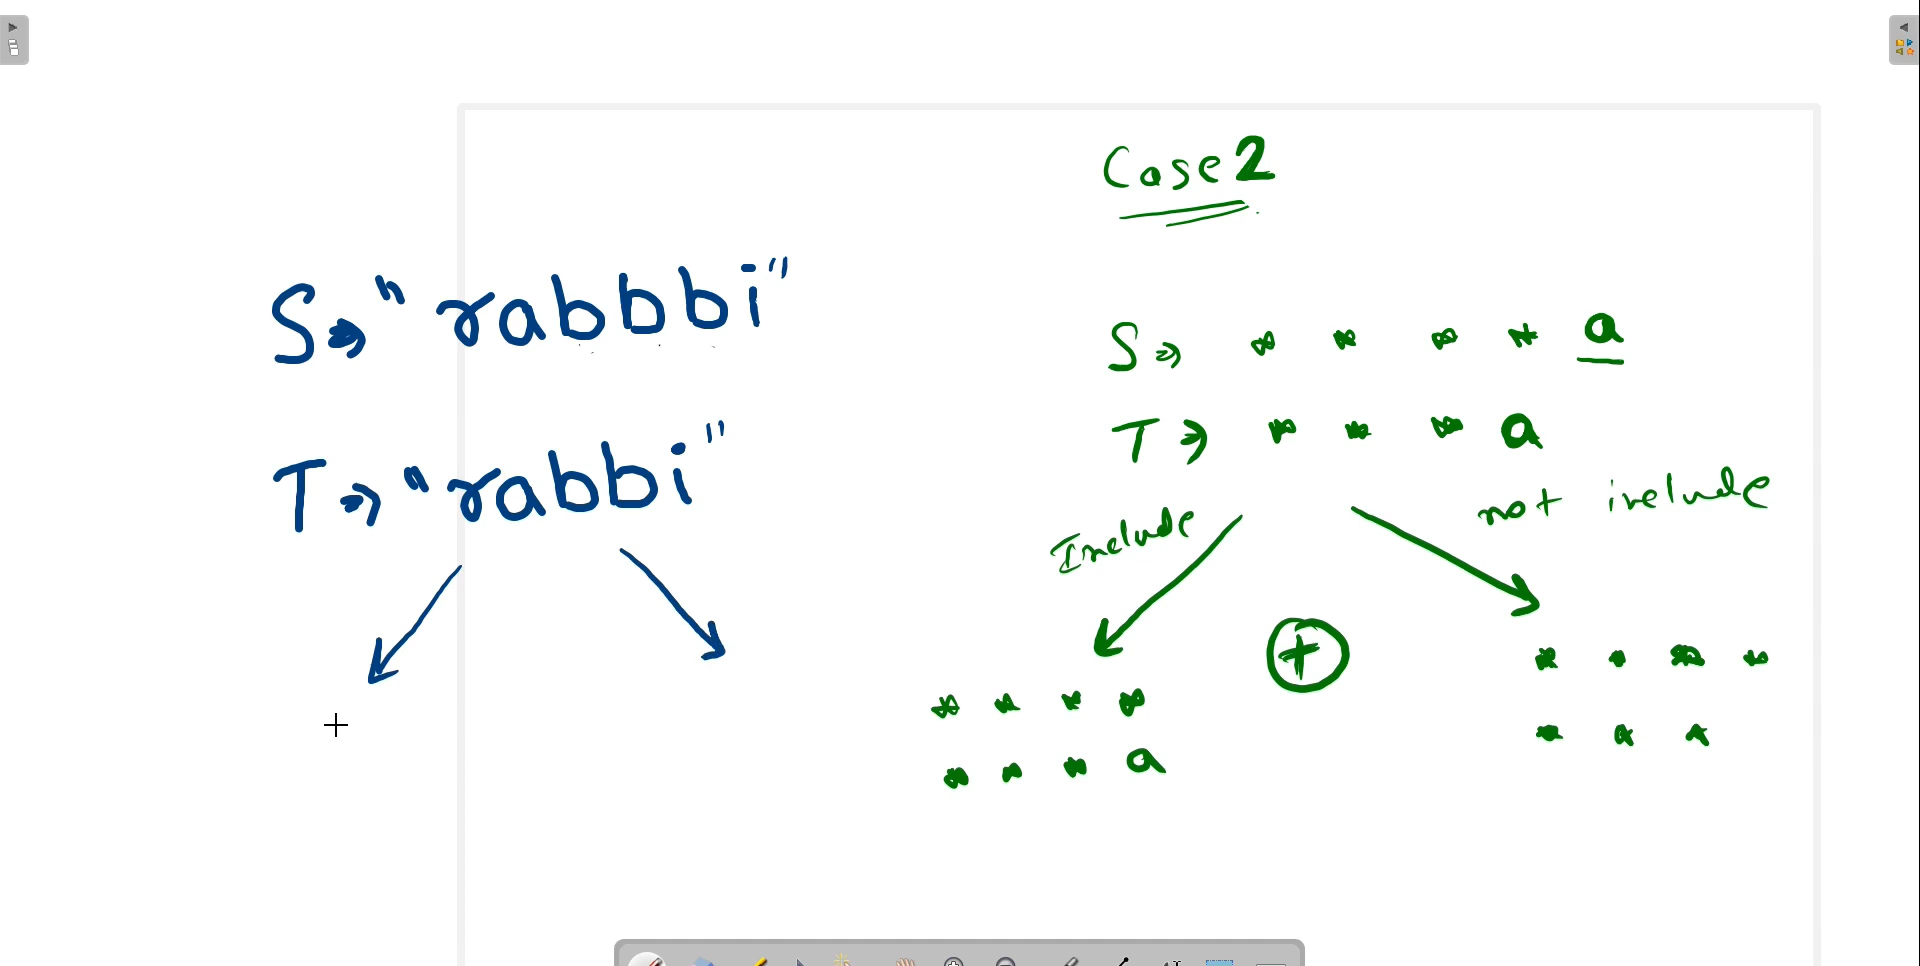 Case 2
S → "rabbbi"
T → "rabbi"
S → * * * * a
T → * * * a
Include
not include
+
* * * *
* * * a
* * * *
* * *